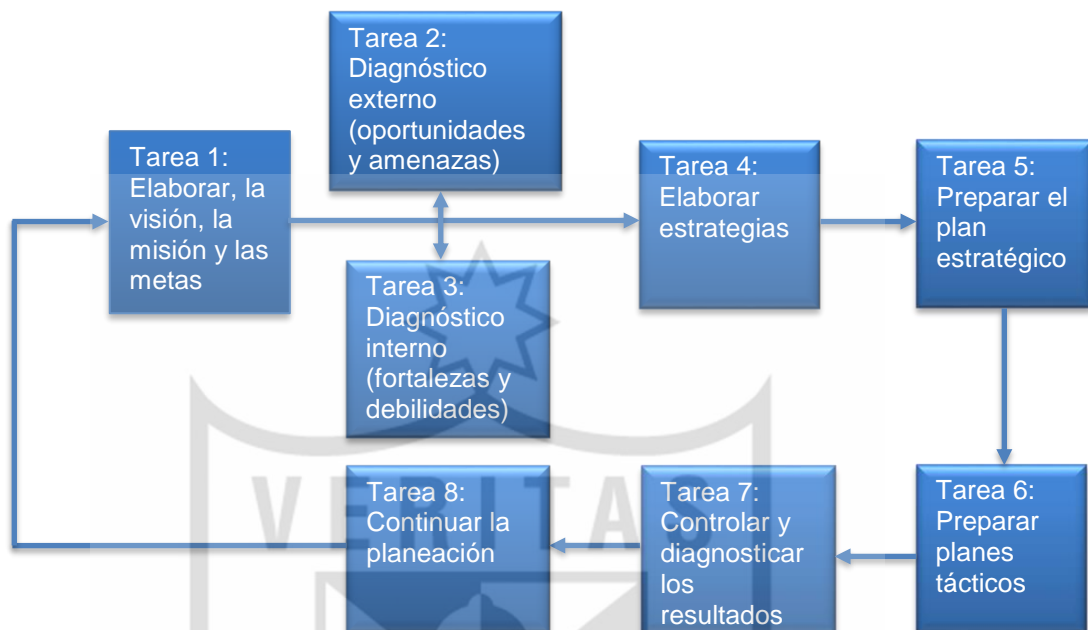 Tarea 1:
Elaborar, la
visión, la
misión y las
metas
Tarea 2:
Diagnóstico
externo
(oportunidades
y amenazas)
Tarea 3:
Diagnóstico
interno
(fortalezas y
debilidades)
Tarea 4:
Elaborar
estrategias
Tarea 5:
Preparar el
plan
estratégico
Tarea 6:
Preparar
planes
tácticos
Tarea 7:
Controlar y
diagnosticar
los
resultados
Tarea 8:
Continuar la
planeación
VERITAS